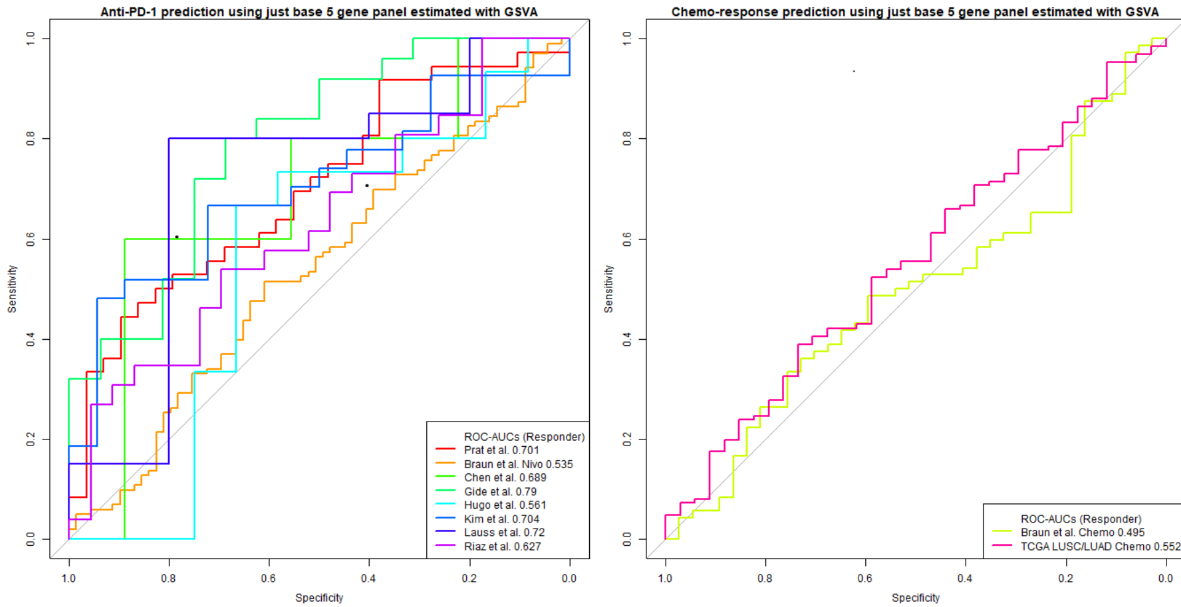 Anti-PD-1 prediction using just base 5 gene panel estimated with GSVA
Sensitivity
1.0
0.8
0.6
0.4
0.2
0.0
ROC-AUCs (Responder)
Prat et al. 0.701
Braun et al. Nivo 0.535
Chen et al. 0.689
Gide et al. 0.79
Hugo et al. 0.561
Kim et al. 0.704
Lauss et al. 0.72
Riaz et al. 0.627
1.0 0.8 0.6 0.4 0.2 0.0
Specificity
Chemo-response prediction using just base 5 gene panel estimated with GSVA
Sensitivity
1.0
0.8
0.6
0.4
0.2
0.0
ROC-AUCs (Responder)
Braun et al. Chemo 0.495
TCGA LUSC/LUAD Chemo 0.552
1.0 0.8 0.6 0.4 0.2 0.0
Specificity